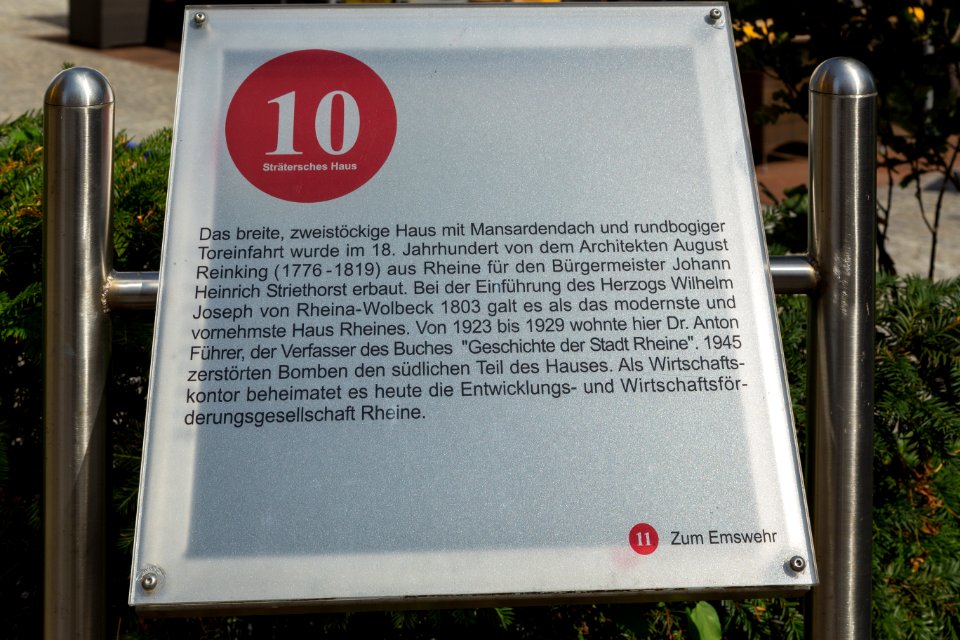 10
Strätersches Haus
Das breite, zweistöckige Haus mit Mansardendach und rundbogiger
Toreinfahrt wurde im 18. Jahrhundert von dem Architekten August
Reinking (1776-1819) aus Rheine für den Bürgermeister Johann
Heinrich Striethorst erbaut. Bei der Einführung des Herzogs Wilhelm
Joseph von Rheina-Wolbeck 1803 galt es als das modernste und
vornehmste Haus Rheines. Von 1923 bis 1929 wohnte hier Dr. Anton
Führer, der Verfasser des Buches "Geschichte der Stadt Rheine". 1945
zerstörten Bomben den südlichen Teil des Hauses. Als Wirtschafts-
kontor beheimatet es heute die Entwicklungs- und Wirtschaftsför-
derungsgesellschaft Rheine.
11 Zum Emswehr